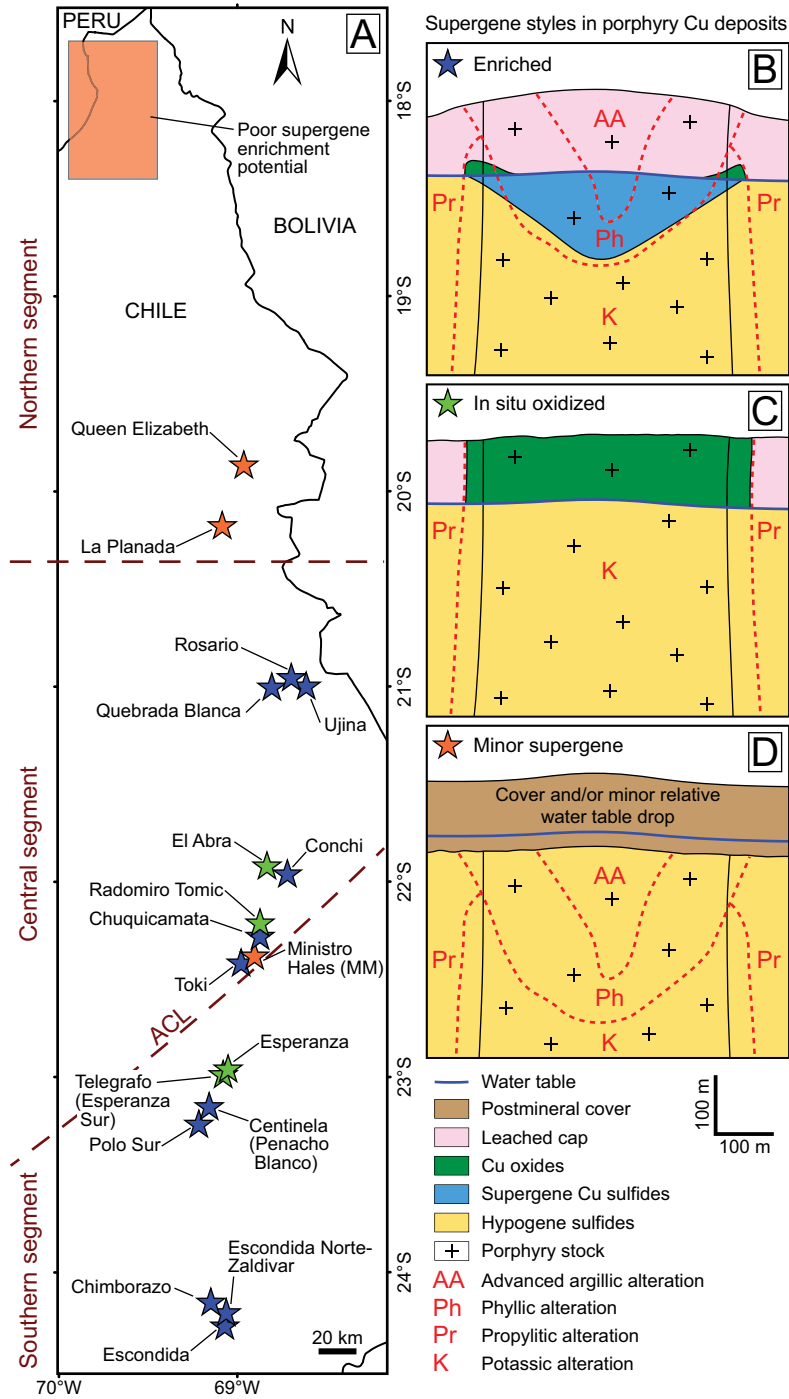 PERU
N
A
18°S
Poor supergene
enrichment
potential
BOLIVIA
Northern segment
CHILE
19°S
Queen Elizabeth
20°S
La Planada
Rosario
21°S
Quebrada Blanca
Ujina
Central segment
El Abra
Conchi
22°S
Radomiro Tomic
Chuquicamata
Ministro
Hales (MM)
Toki
ACL
Esperanza
23°S
Telegrafo
(Esperanza
Sur)
Centinela
(Penacho
Blanco)
Polo Sur
Southern segment
Escondida Norte-
Zaldivar
24°S
Chimborazo
Escondida
20 km
70°W
69°W
Supergene styles in porphyry Cu deposits
Enriched
B
AA
Pr
Pr
Ph
K
In situ oxidized
C
Pr
Pr
K
Minor supergene
D
Cover and/or minor relative
water table drop
AA
Pr
Pr
Ph
K
Water table
Postmineral cover
Leached cap
Cu oxides
Supergene Cu sulfides
Hypogene sulfides
Porphyry stock
AA Advanced argillic alteration
Ph Phyllic alteration
Pr Propylitic alteration
K Potassic alteration
100 m
100 m